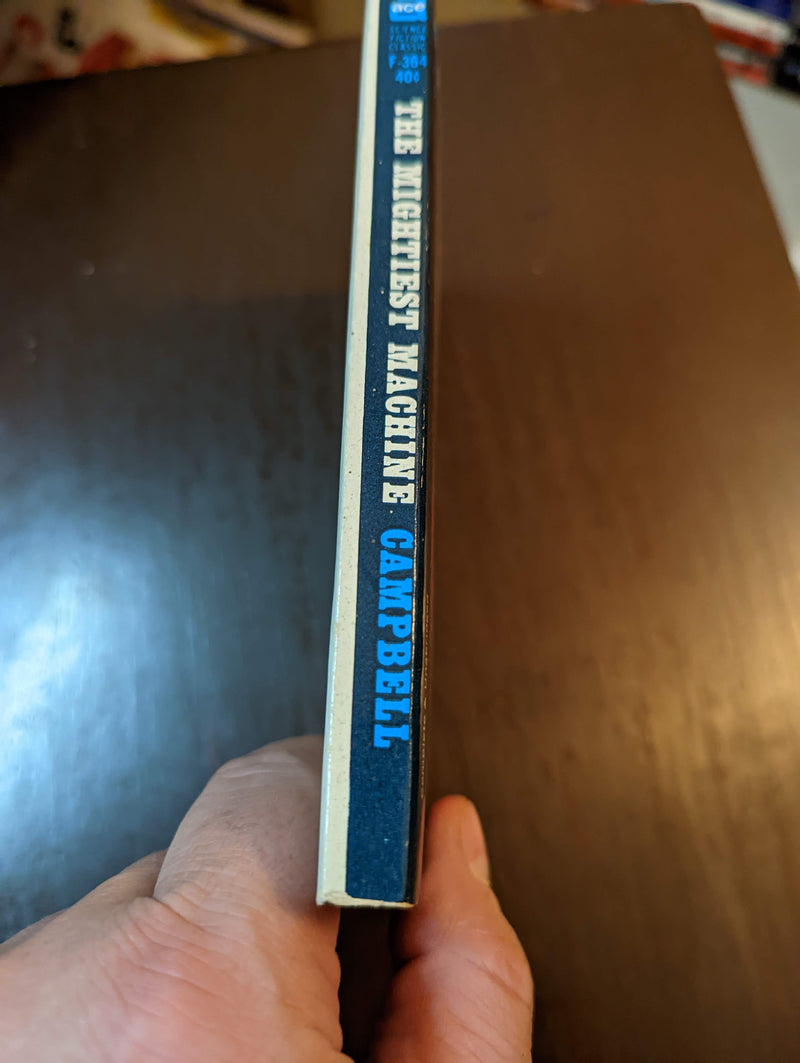 ace
SCIENCE
FICTION
CLASSIC
F-364
40¢
THE MIGHTIEST MACHINE CAMPBELL